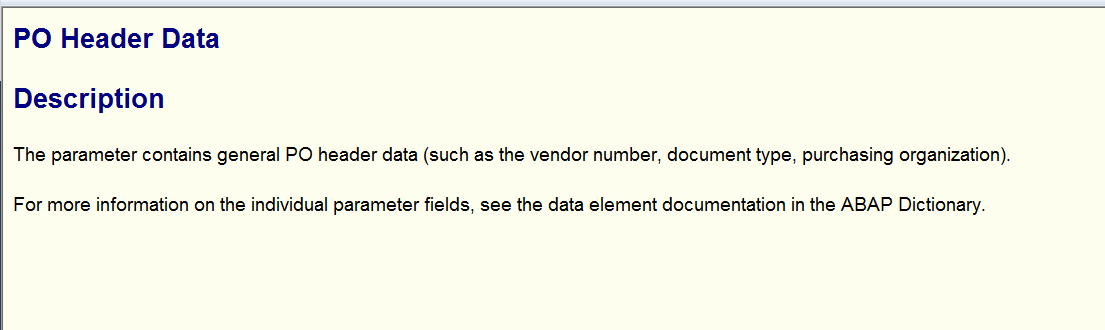 PO Header Data
Description
The parameter contains general PO header data (such as the vendor number, document type, purchasing organization).
For more information on the individual parameter fields, see the data element documentation in the ABAP Dictionary.